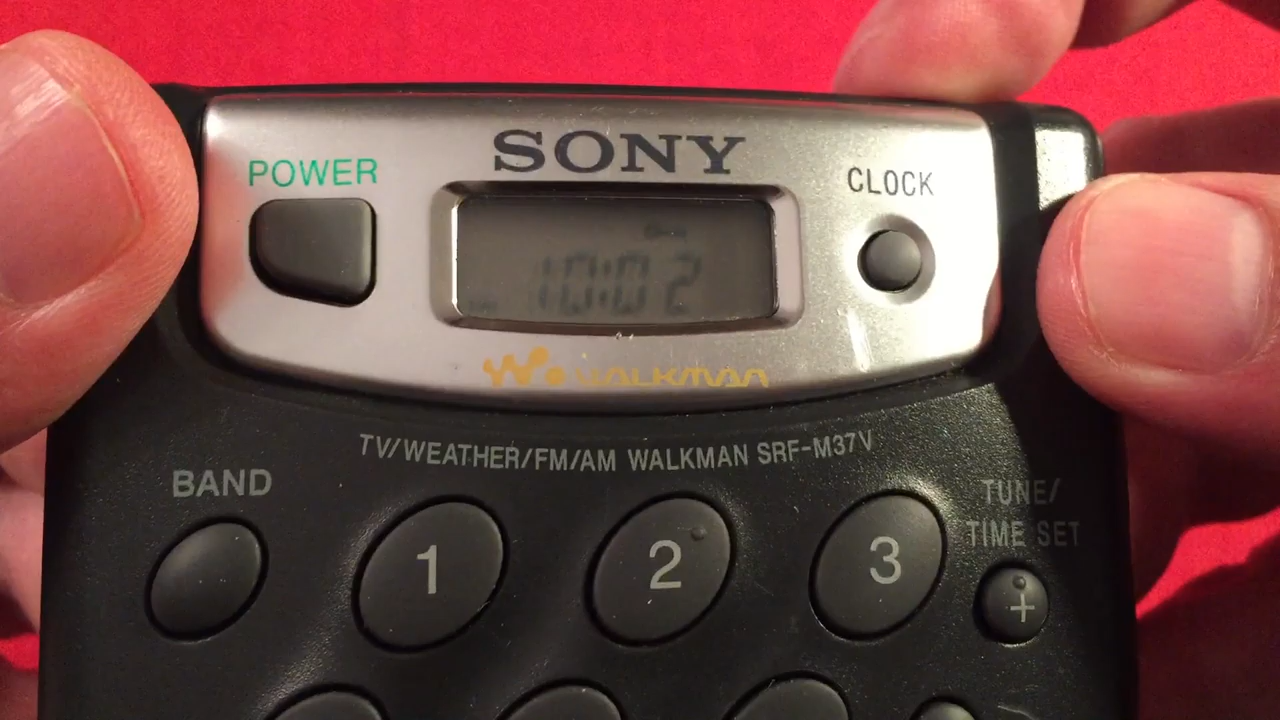 SONY
POWER
CLOCK
10:02
WALKMAN
TV/WEATHER/FM/AM WALKMAN SRF-M37V
BAND
TUNE/
TIME SET
1
2
3
+